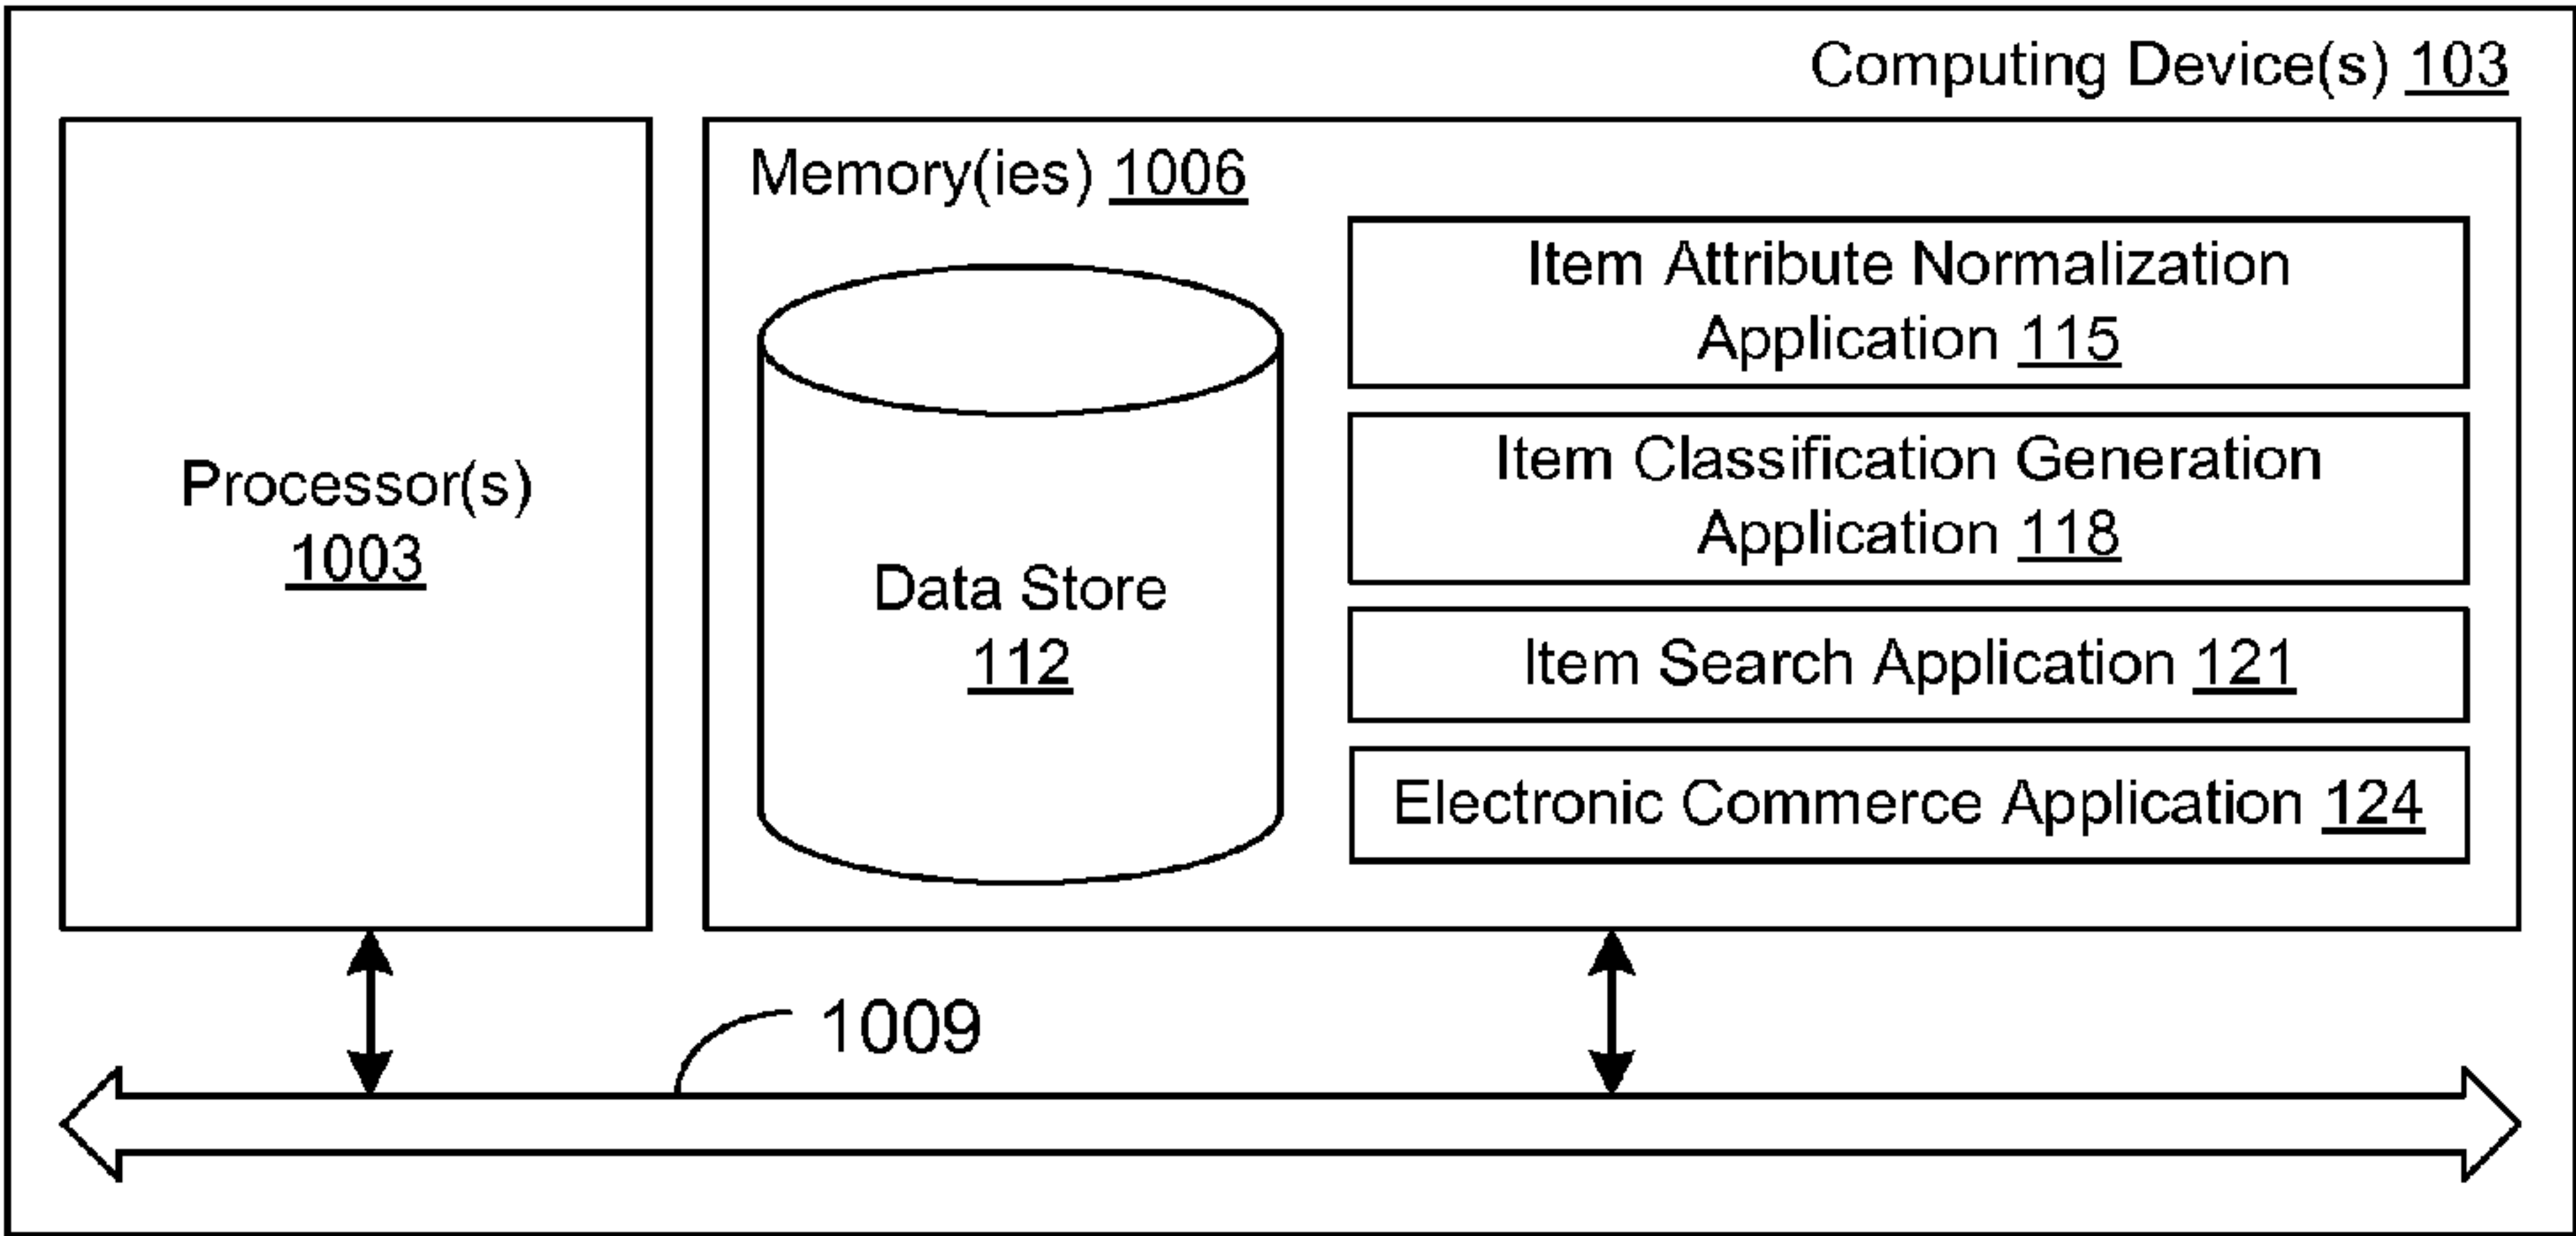 Computing Device(s) 103
Memory(ies) 1006
Processor(s)
1003
Data Store
112
Item Attribute Normalization
Application 115
Item Classification Generation
Application 118
Item Search Application 121
Electronic Commerce Application 124
1009